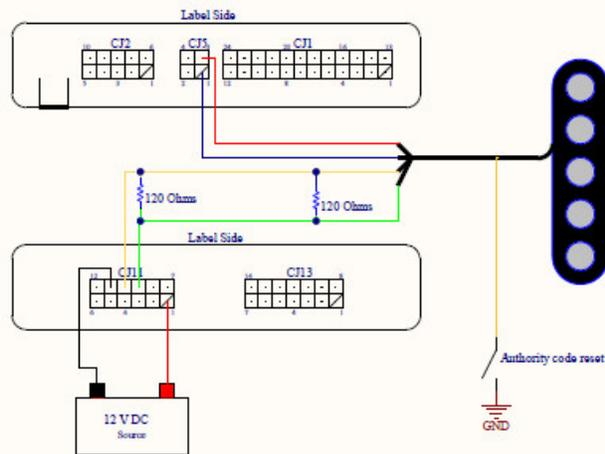 Label Side
CJ2
CJ5
CJ1
10
6
4
24
20
16
13
5
3
1
2
1
12
8
4
1
120 Ohms
120 Ohms
Label Side
CJ11
CJ13
12
7
14
8
6
4
1
7
4
1
Authority code reset
12 V DC
Source
GND